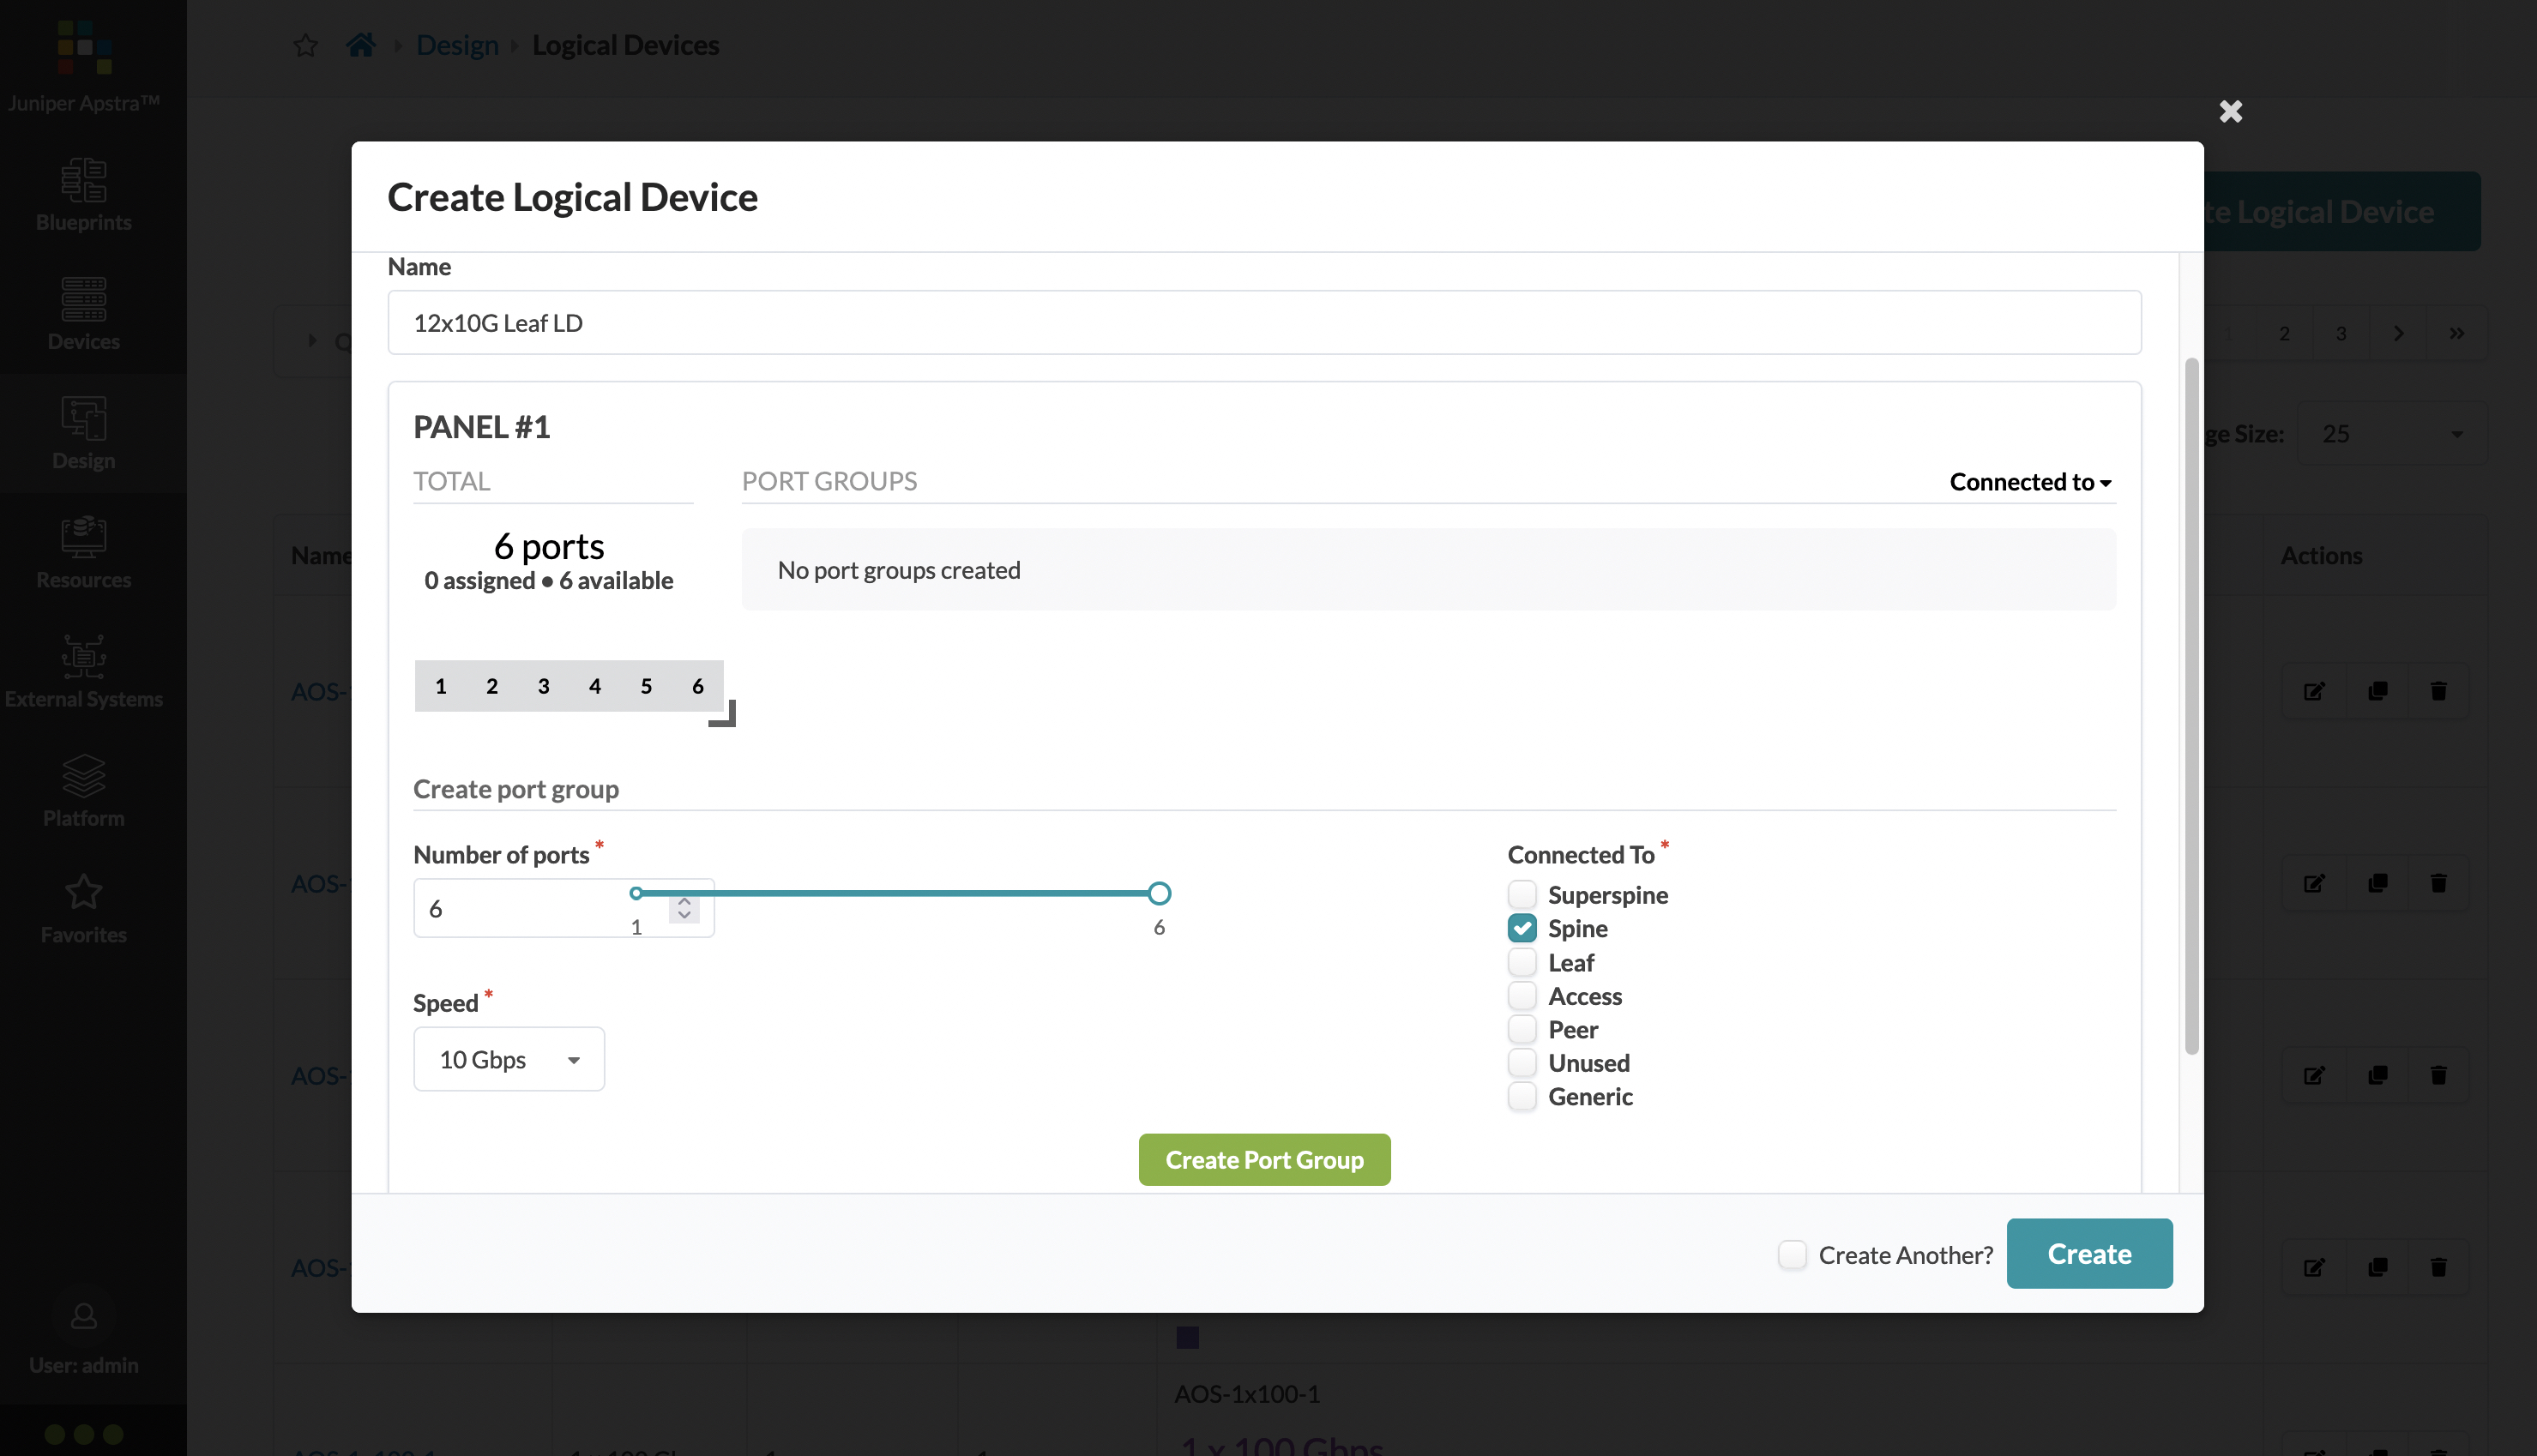 Juniper Apstra™
Blueprints
Devices
Design
Resources
External Systems
Platform
Favorites
User: admin
Design
Logical Devices
te Logical Device
Q
1
2
3
ge Size:
25
Name
Actions
AOS-
AOS-
AOS-
AOS-
AOS-1x100-1
1 x 100 Gbps
Create Logical Device
Name
12x10G Leaf LD
PANEL #1
TOTAL
PORT GROUPS
Connected to
6 ports
0 assigned • 6 available
No port groups created
1 2 3 4 5 6
Create port group
Number of ports *
6
1
6
Speed *
10 Gbps
Connected To *
Superspine
Spine
Leaf
Access
Peer
Unused
Generic
Create Port Group
Create Another?
Create